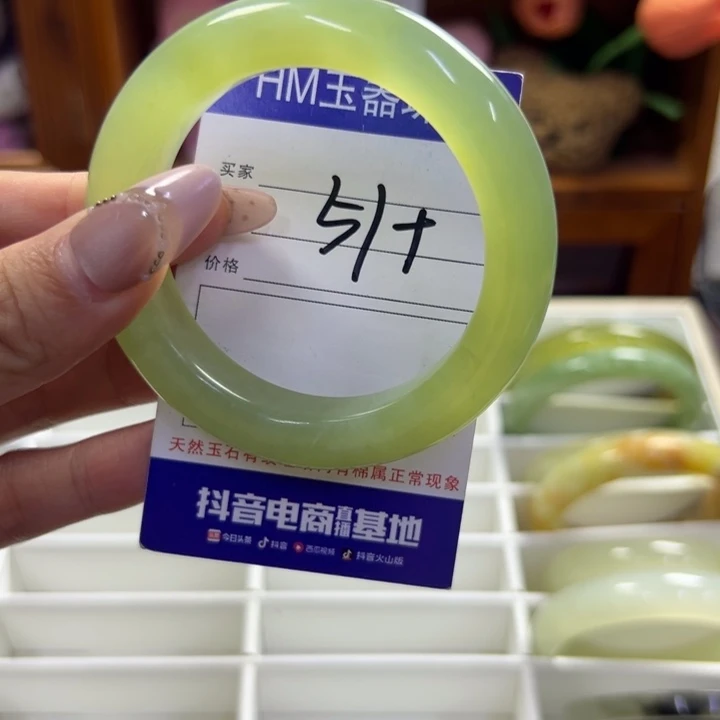 HM玉器
买家
51+
价格
天然玉石有
棉属正常现象
抖音电商直播基地
今日头条 抖音 西瓜视频 抖音火山版